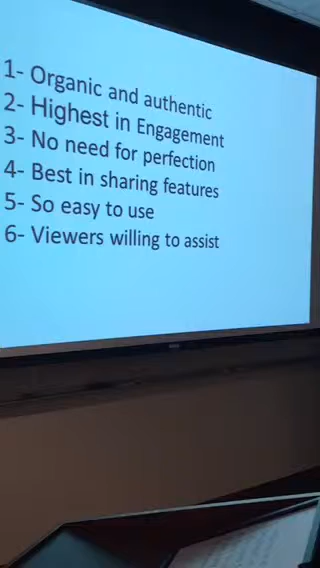 1- Organic and authentic
2- Highest in Engagement
3- No need for perfection
4- Best in sharing features
5- So easy to use
6- Viewers willing to assist